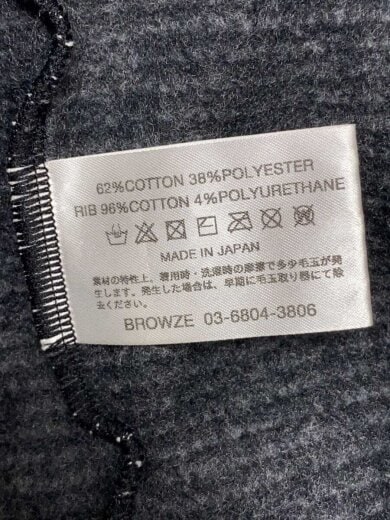 62%COTTON 38%POLYESTER
RIB 96%COTTON 4%POLYURETHANE
MADE IN JAPAN
素材の特性上、着用時・洗濯時の摩擦で多少毛玉が発
生します。発生した場合は、早期に毛玉取り器にて除
去ください。
BROWZE 03-6804-3806